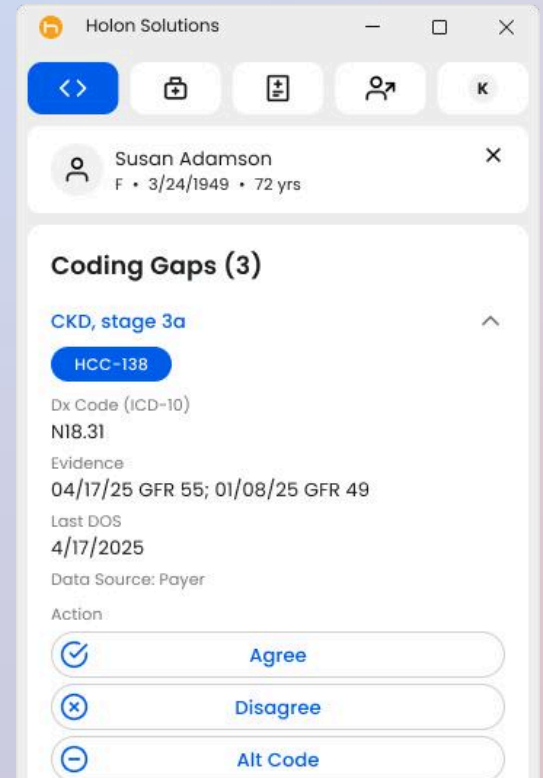 Holon Solutions
K
Susan Adamson
F • 3/24/1949 • 72 yrs
Coding Gaps (3)
CKD, stage 3a
HCC-138
Dx Code (ICD-10)
N18.31
Evidence
04/17/25 GFR 55; 01/08/25 GFR 49
Last DOS
4/17/2025
Data Source: Payer
Action
Agree
Disagree
Alt Code